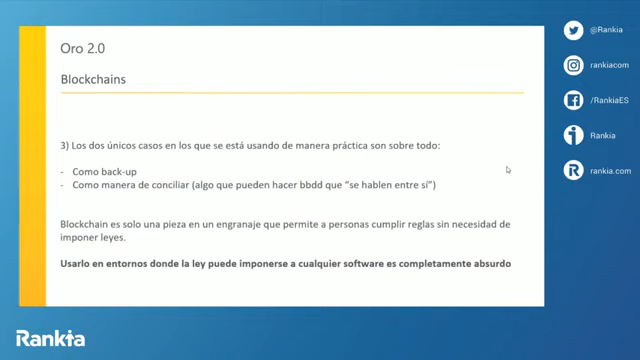 Oro 2.0
Blockchains
3) Los dos únicos casos en los que se está usando de manera práctica son sobre todo:
- Como back-up
- Como manera de conciliar (algo que pueden hacer bbdd que “se hablen entre sí”)
Blockchain es solo una pieza en un engranaje que permite a personas cumplir reglas sin necesidad de
imponer leyes.
Usarlo en entornos donde la ley puede imponerse a cualquier software es completamente absurdo
@Rankia
rankiacom
/RankiaES
Rankia
rankia.com
Rankia